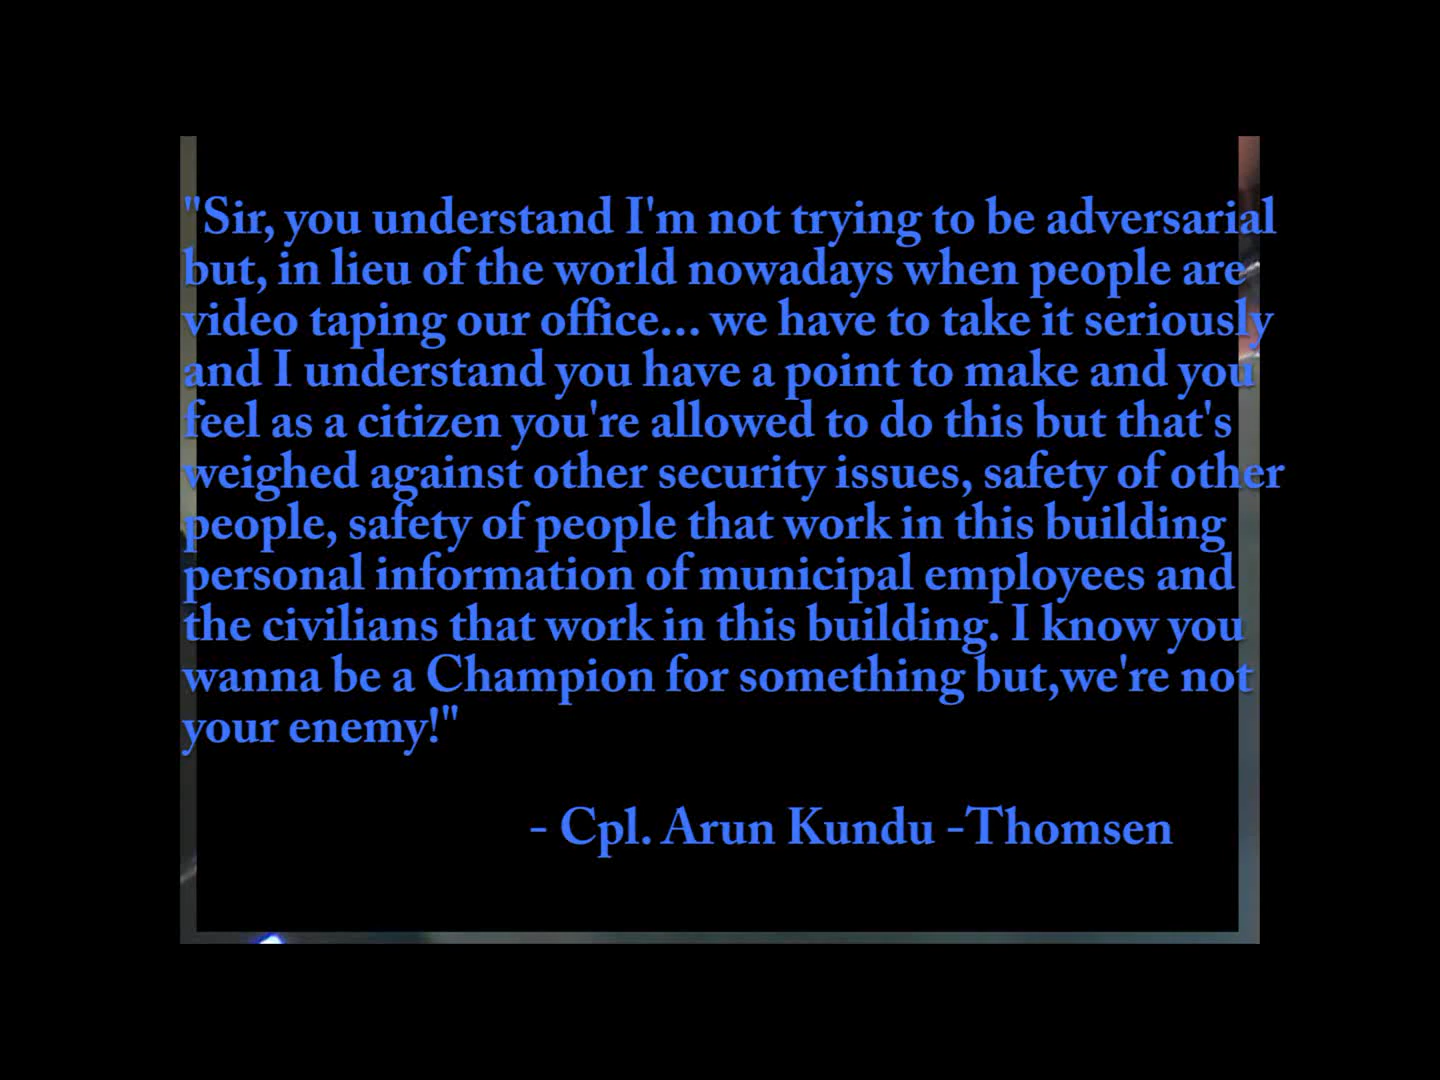 "Sir, you understand I'm not trying to be adversarial
but, in lieu of the world nowadays when people are
video taping our office... we have to take it seriously
and I understand you have a point to make and you
feel as a citizen you're allowed to do this but that's
weighed against other security issues, safety of other
people, safety of people that work in this building
personal information of municipal employees and
the civilians that work in this building. I know you
wanna be a Champion for something but,we're not
your enemy!"
- Cpl. Arun Kundu -Thomsen